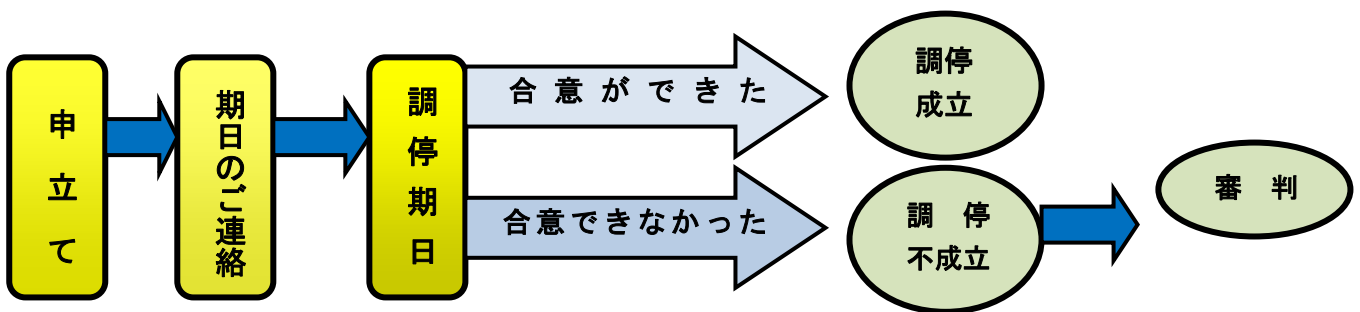 申立て
期日のご連絡
調停期日
合意ができた
調停
成立
合意できなかった
調 停
不成立
審 判